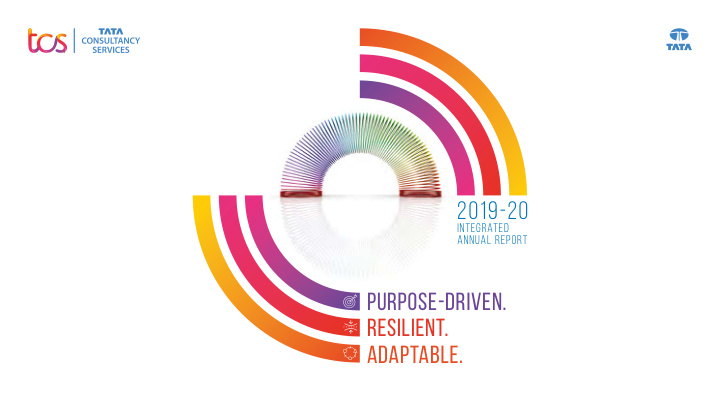 tcs
TATA
CONSULTANCY
SERVICES
TATA
2019-20
INTEGRATED
ANNUAL REPORT
PURPOSE-DRIVEN.
RESILIENT.
ADAPTABLE.